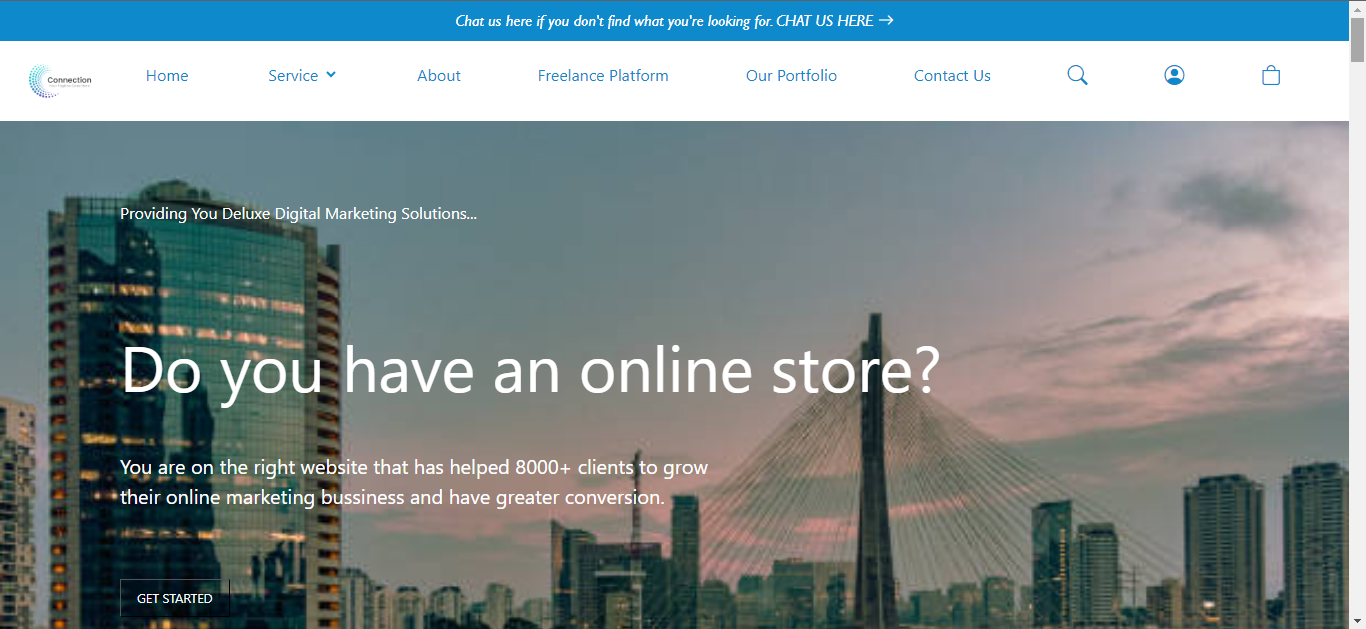 Chat us here if you don't find what you're looking for. CHAT US HERE →
Connection
Home
Service
About
Freelance Platform
Our Portfolio
Contact Us
Providing You Deluxe Digital Marketing Solutions...
Do you have an online store?
You are on the right website that has helped 8000+ clients to grow
their online marketing bussiness and have greater conversion.
GET STARTED